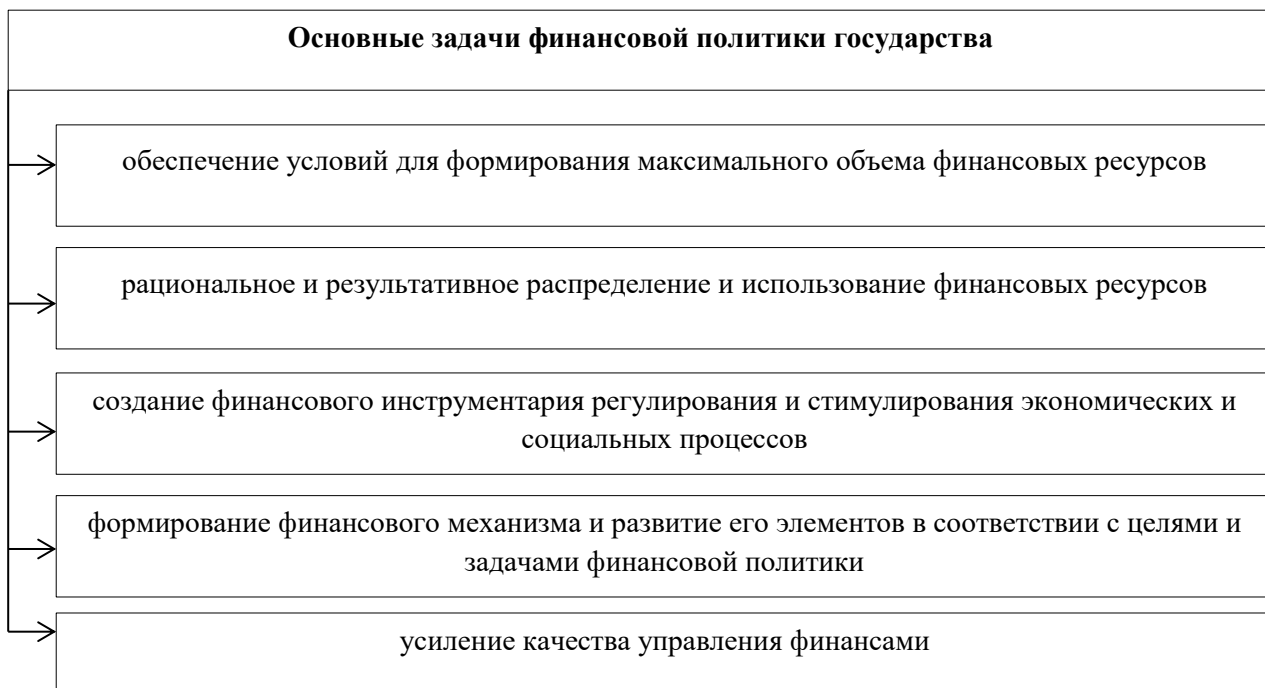 Основные задачи финансовой политики государства
обеспечение условий для формирования максимального объема финансовых ресурсов
рациональное и результативное распределение и использование финансовых ресурсов
создание финансового инструментария регулирования и стимулирования экономических и
социальных процессов
формирование финансового механизма и развитие его элементов в соответствии с целями и
задачами финансовой политики
усиление качества управления финансами